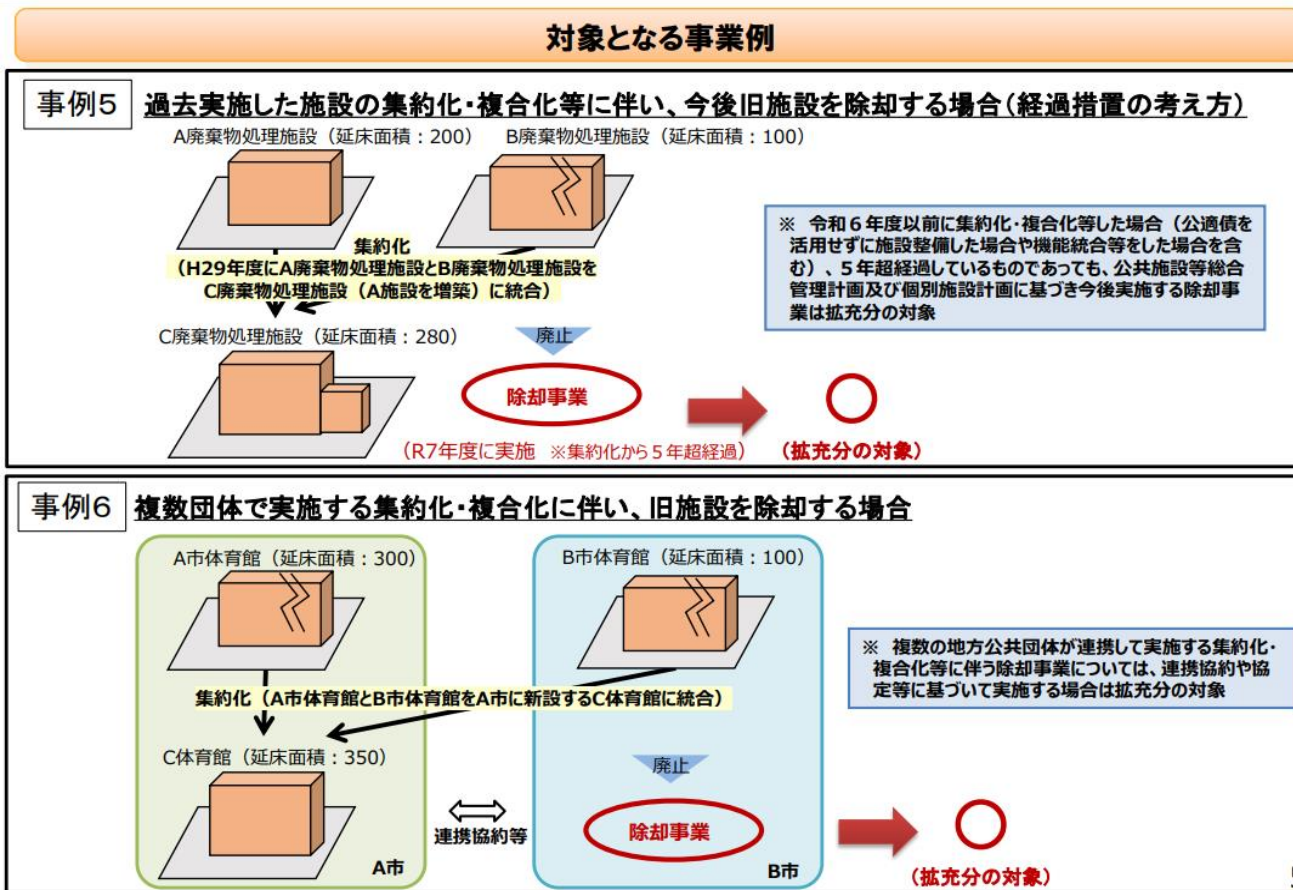 対象となる事業例
事例5
過去実施した施設の集約化・複合化等に伴い、今後旧施設を除却する場合（経過措置の考え方）
A廃棄物処理施設（延床面積：200）
B廃棄物処理施設（延床面積：100）
集約化
（H29年度にA廃棄物処理施設とB廃棄物処理施設を
C廃棄物処理施設（A施設を増築）に統合）
※ 令和６年度以前に集約化・複合化等した場合（公適債を
活用せずに施設整備した場合や機能統合等をした場合を含
む）、５年超経過しているものであっても、公共施設等総合
管理計画及び個別施設計画に基づき今後実施する除却事
業は拡充分の対象
C廃棄物処理施設（延床面積：280）
廃止
除却事業
（R7年度に実施 ※集約化から５年超経過）
（拡充分の対象）
事例6
複数団体で実施する集約化・複合化に伴い、旧施設を除却する場合
A市体育館（延床面積：300）
B市体育館（延床面積：100）
集約化（A市体育館とB市体育館をA市に新設するC体育館に統合）
※ 複数の地方公共団体が連携して実施する集約化・
複合化等に伴う除却事業については、連携協約や協
定等に基づいて実施する場合は拡充分の対象
C体育館（延床面積：350）
廃止
連携協約等
除却事業
A市
B市
（拡充分の対象）